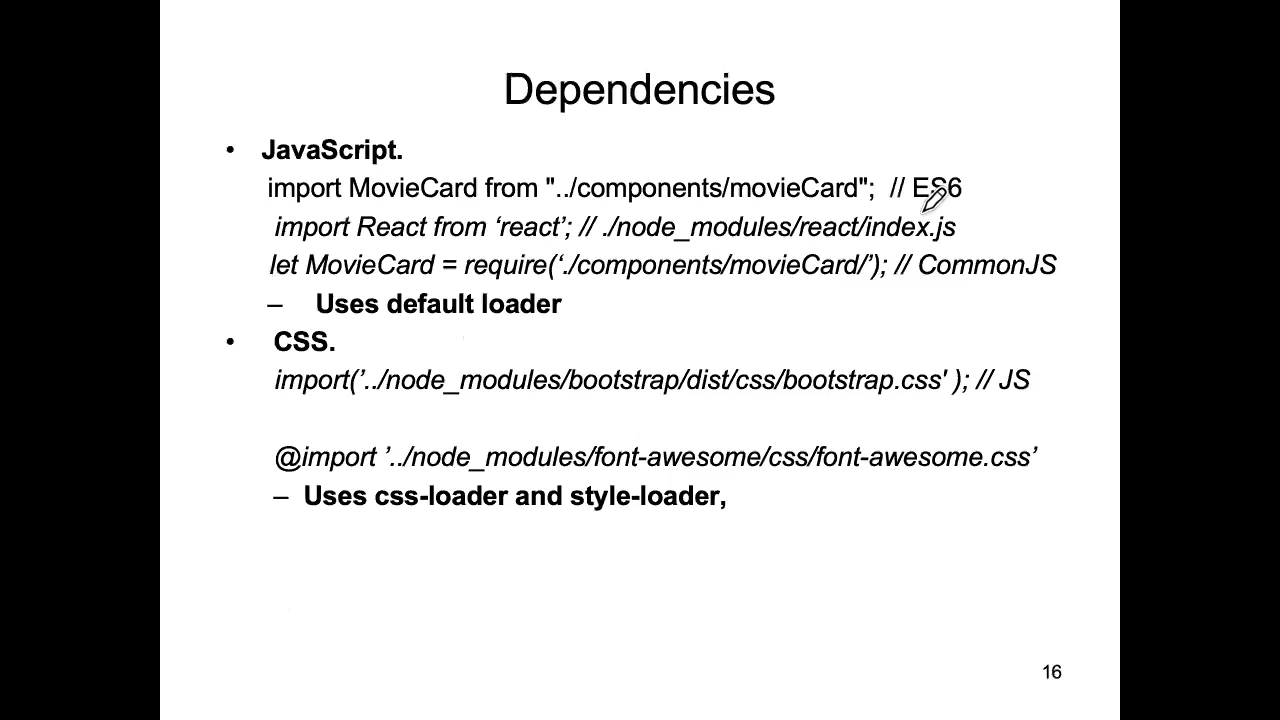 Dependencies
• JavaScript.
import MovieCard from "../components/movieCard"; // ES6
import React from ‘react’; // ./node_modules/react/index.js
let MovieCard = require(‘./components/movieCard/’); // CommonJS
– Uses default loader
• CSS.
import(’../node_modules/bootstrap/dist/css/bootstrap.css' ); // JS
@import ’../node_modules/font-awesome/css/font-awesome.css’
– Uses css-loader and style-loader,
16